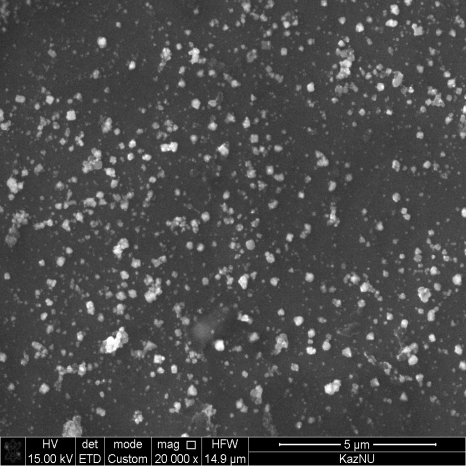 HV det mode mag HFW 5 µm
15.00 kV ETD Custom 20 000 x 14.9 µm KazNU